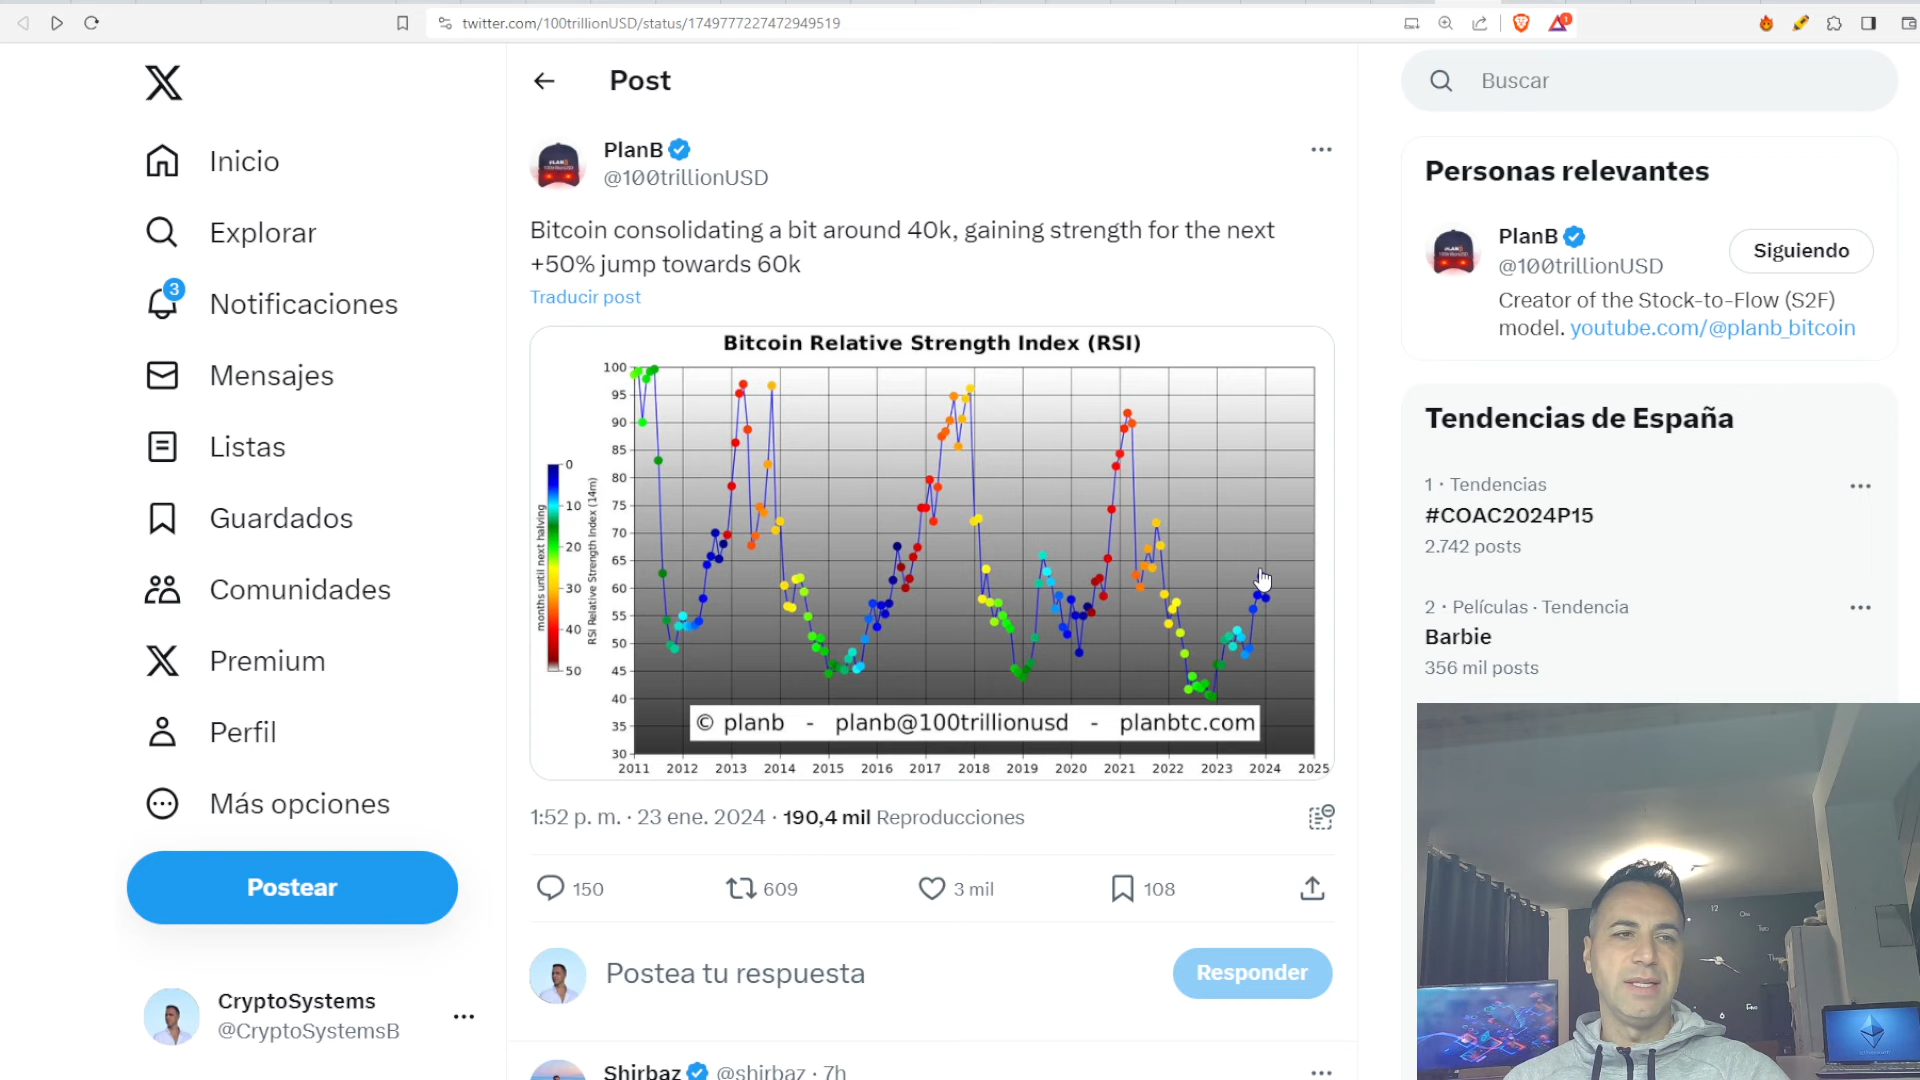 twitter.com/100trillionUSD/status/1749777227472949519
1
Inicio
Explorar
3
Notificaciones
Mensajes
Listas
Guardados
Comunidades
Premium
Perfil
Más opciones
Postear
CryptoSystems
@CryptoSystemsB
Post
PlanB
@100trillionUSD
Bitcoin consolidating a bit around 40k, gaining strength for the next
+50% jump towards 60k
Traducir post
Bitcoin Relative Strength Index (RSI)
100
95
90
85
80
75
70
65
60
55
50
45
40
35
30
RSI Relative Strength Index (14m)
months until next halving
0
10
20
30
40
50
© planb - planb@100trillionusd - planbtc.com
2011 2012 2013 2014 2015 2016 2017 2018 2019 2020 2021 2022 2023 2024 2025
1:52 p. m. · 23 ene. 2024 · 190,4 mil Reproducciones
150
609
3 mil
108
Postea tu respuesta
Responder
Shirbaz @shirbaz · 7h
Buscar
Personas relevantes
PlanB
@100trillionUSD
Siguiendo
Creator of the Stock-to-Flow (S2F)
model. youtube.com/@planb_bitcoin
Tendencias de España
1 · Tendencias
#COAC2024P15
2.742 posts
2 · Películas · Tendencia
Barbie
356 mil posts